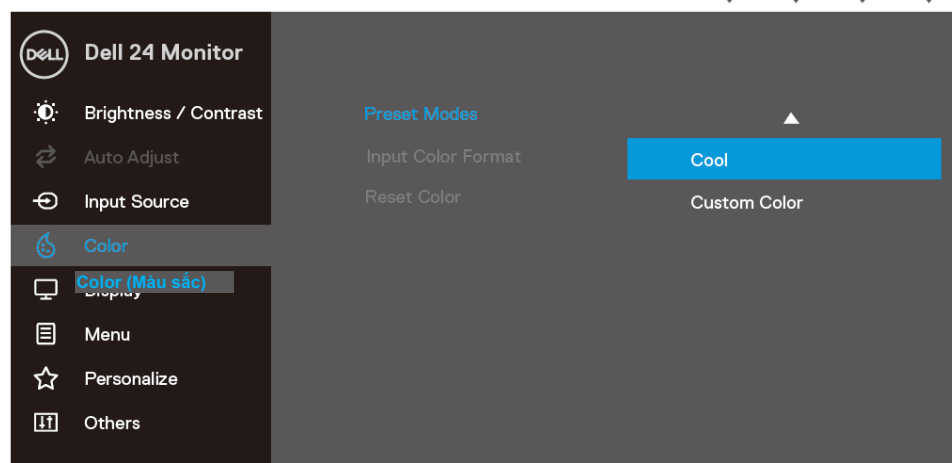 DELL Dell 24 Monitor
Brightness / Contrast
Auto Adjust
Input Source
Color
Color (Màu sắc)
Display
Menu
Personalize
Others
Preset Modes
Input Color Format
Reset Color
Cool
Custom Color